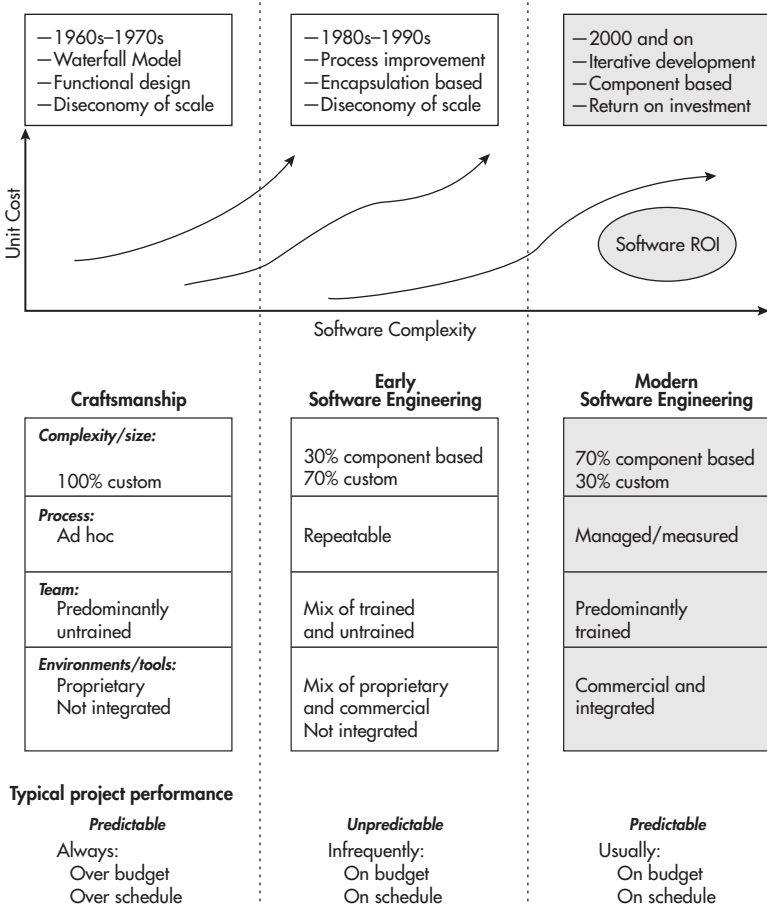 —1960s–1970s
—Waterfall Model
—Functional design
—Diseconomy of scale
—1980s–1990s
—Process improvement
—Encapsulation based
—Diseconomy of scale
—2000 and on
—Iterative development
—Component based
—Return on investment
Unit Cost
Software ROI
Software Complexity
Craftsmanship
Early
Software Engineering
Modern
Software Engineering
Complexity/size:
100% custom
30% component based
70% custom
70% component based
30% custom
Process:
Ad hoc
Repeatable
Managed/measured
Team:
Predominantly
untrained
Mix of trained
and untrained
Predominantly
trained
Environments/tools:
Proprietary
Not integrated
Mix of proprietary
and commercial
Not integrated
Commercial and
integrated
Typical project performance
Predictable
Always:
Over budget
Over schedule
Unpredictable
Infrequently:
On budget
On schedule
Predictable
Usually:
On budget
On schedule